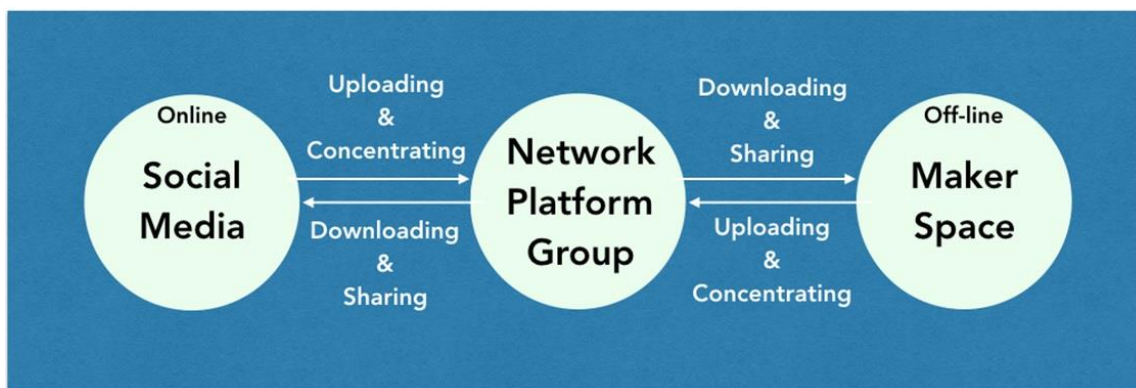 Online
Social
Media
Uploading
&
Concentrating
Downloading
&
Sharing
Network
Platform
Group
Downloading
&
Sharing
Uploading
&
Concentrating
Off-line
Maker
Space